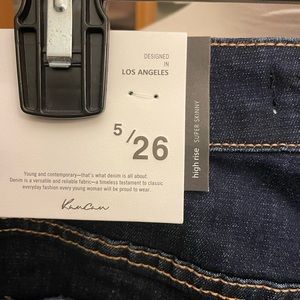 DESIGNED
IN
LOS ANGELES
5/26
Young and contemporary—that's what denim is all about.
Denim is a versatile and reliable fabric—a timeless testament to classic
everyday fashion every young woman will be proud to wear.
KanCan
high rise SUPER SKINNY